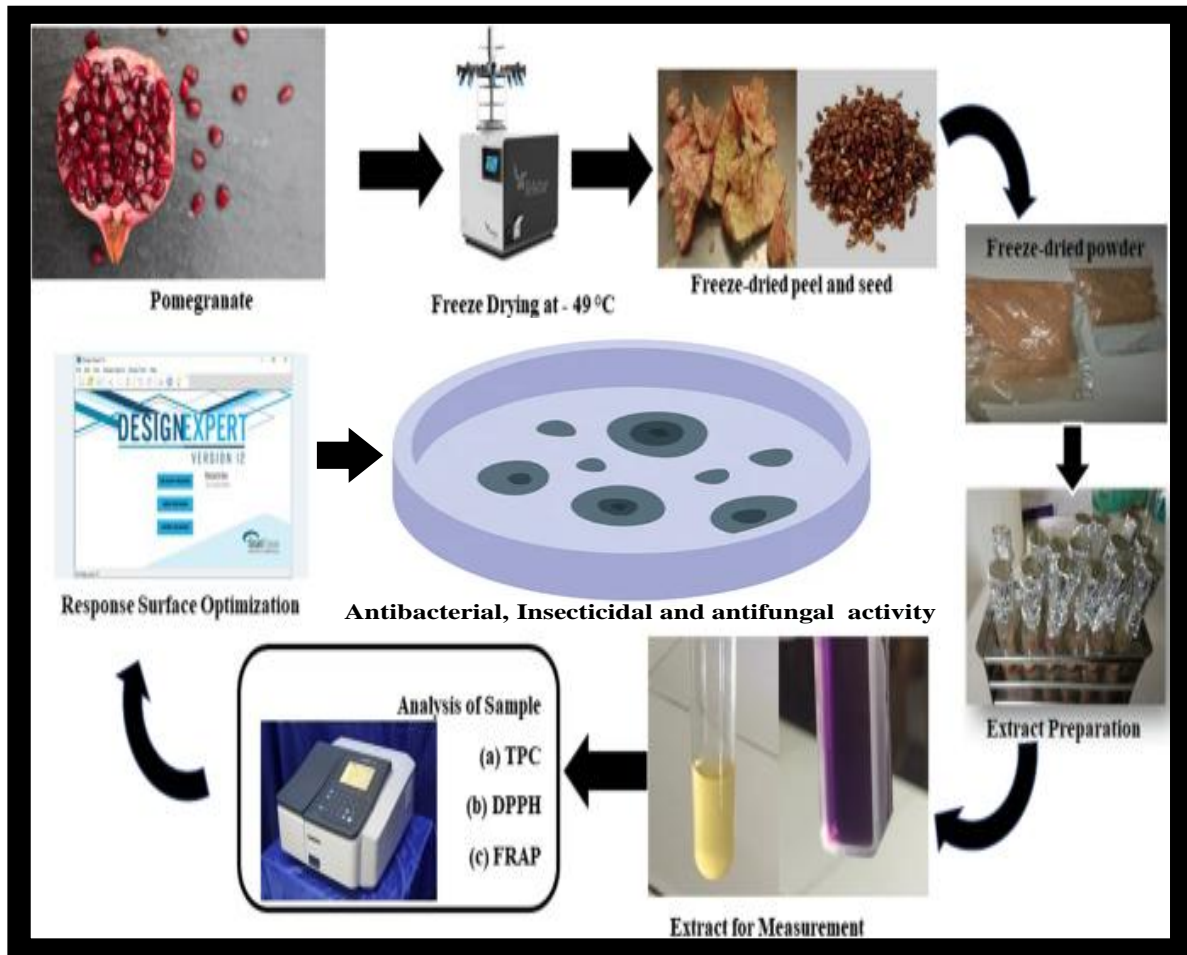 Pomegranate
Freeze Drying at - 49 ⁰C
Freeze-dried peel and seed
Freeze-dried powder
Extract Preparation
Extract for Measurement
Analysis of Sample
(a) TPC
(b) DPPH
(c) FRAP
DESIGNEXPERT
VERSION 12
Response Surface Optimization
Antibacterial, Insecticidal and antifungal activity